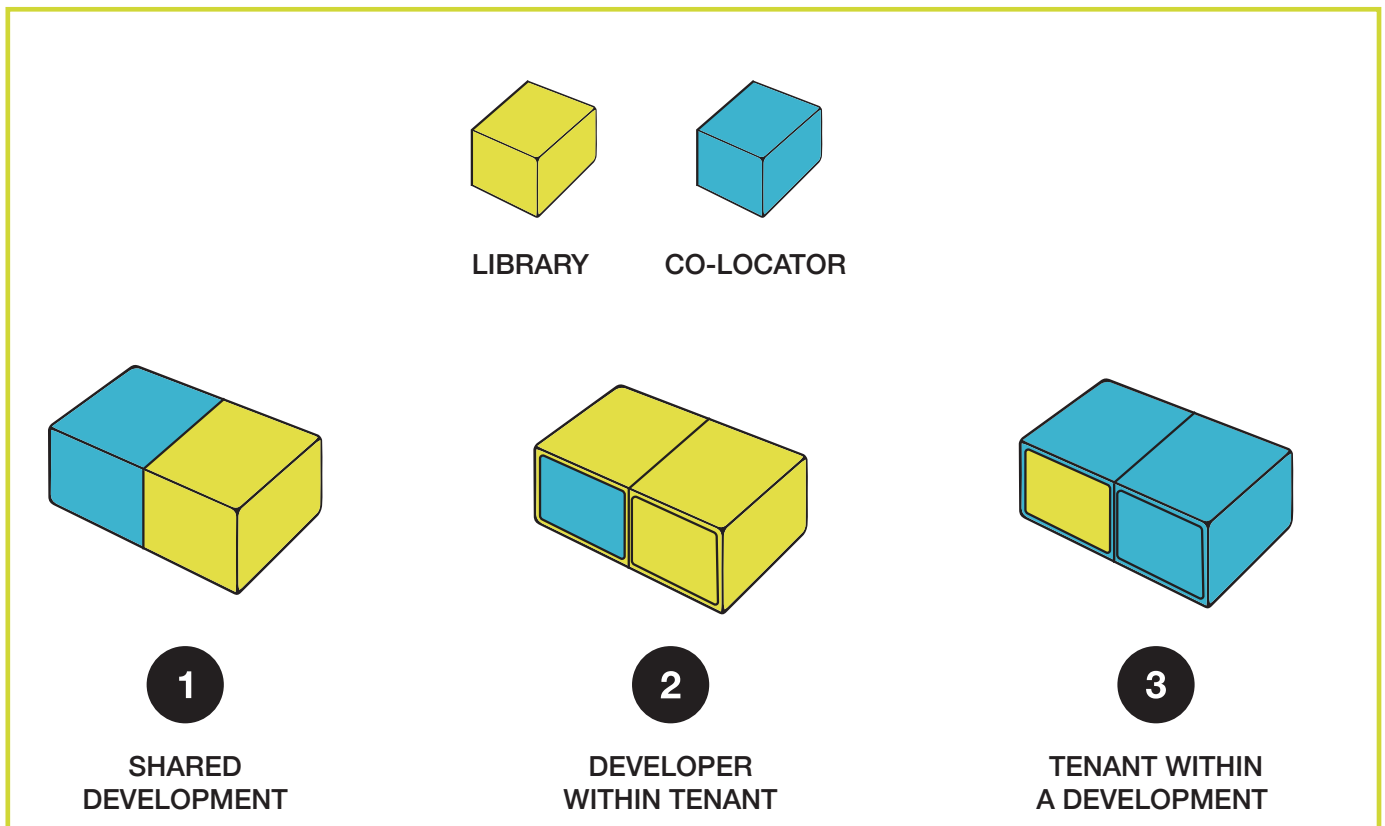 LIBRARY
CO-LOCATOR
1
SHARED
DEVELOPMENT
2
DEVELOPER
WITHIN TENANT
3
TENANT WITHIN
A DEVELOPMENT